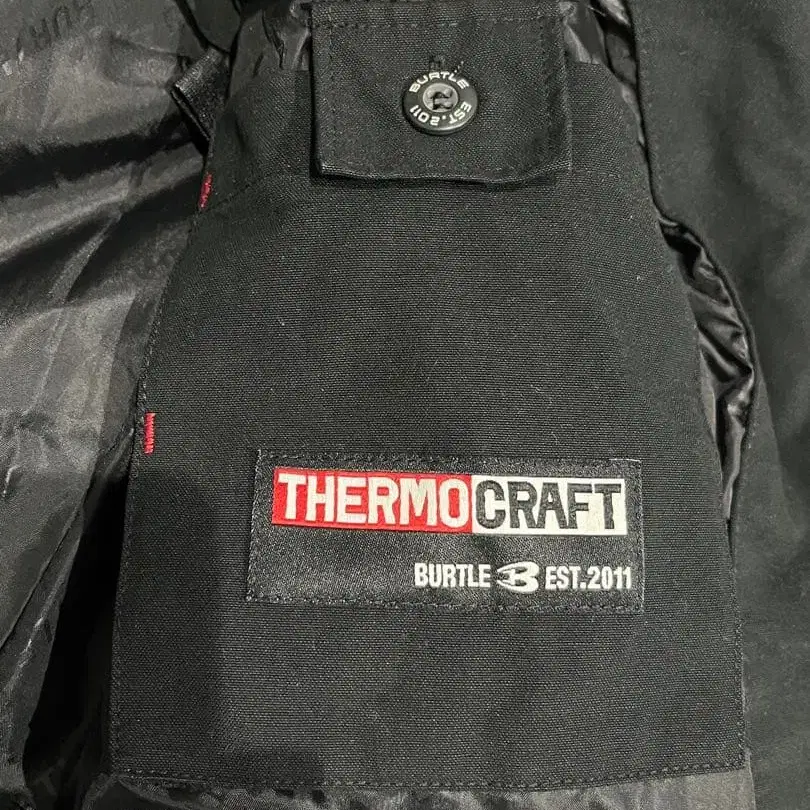 BURTLE
EST.2011
THERMOCRAFT
BURTLE B EST.2011